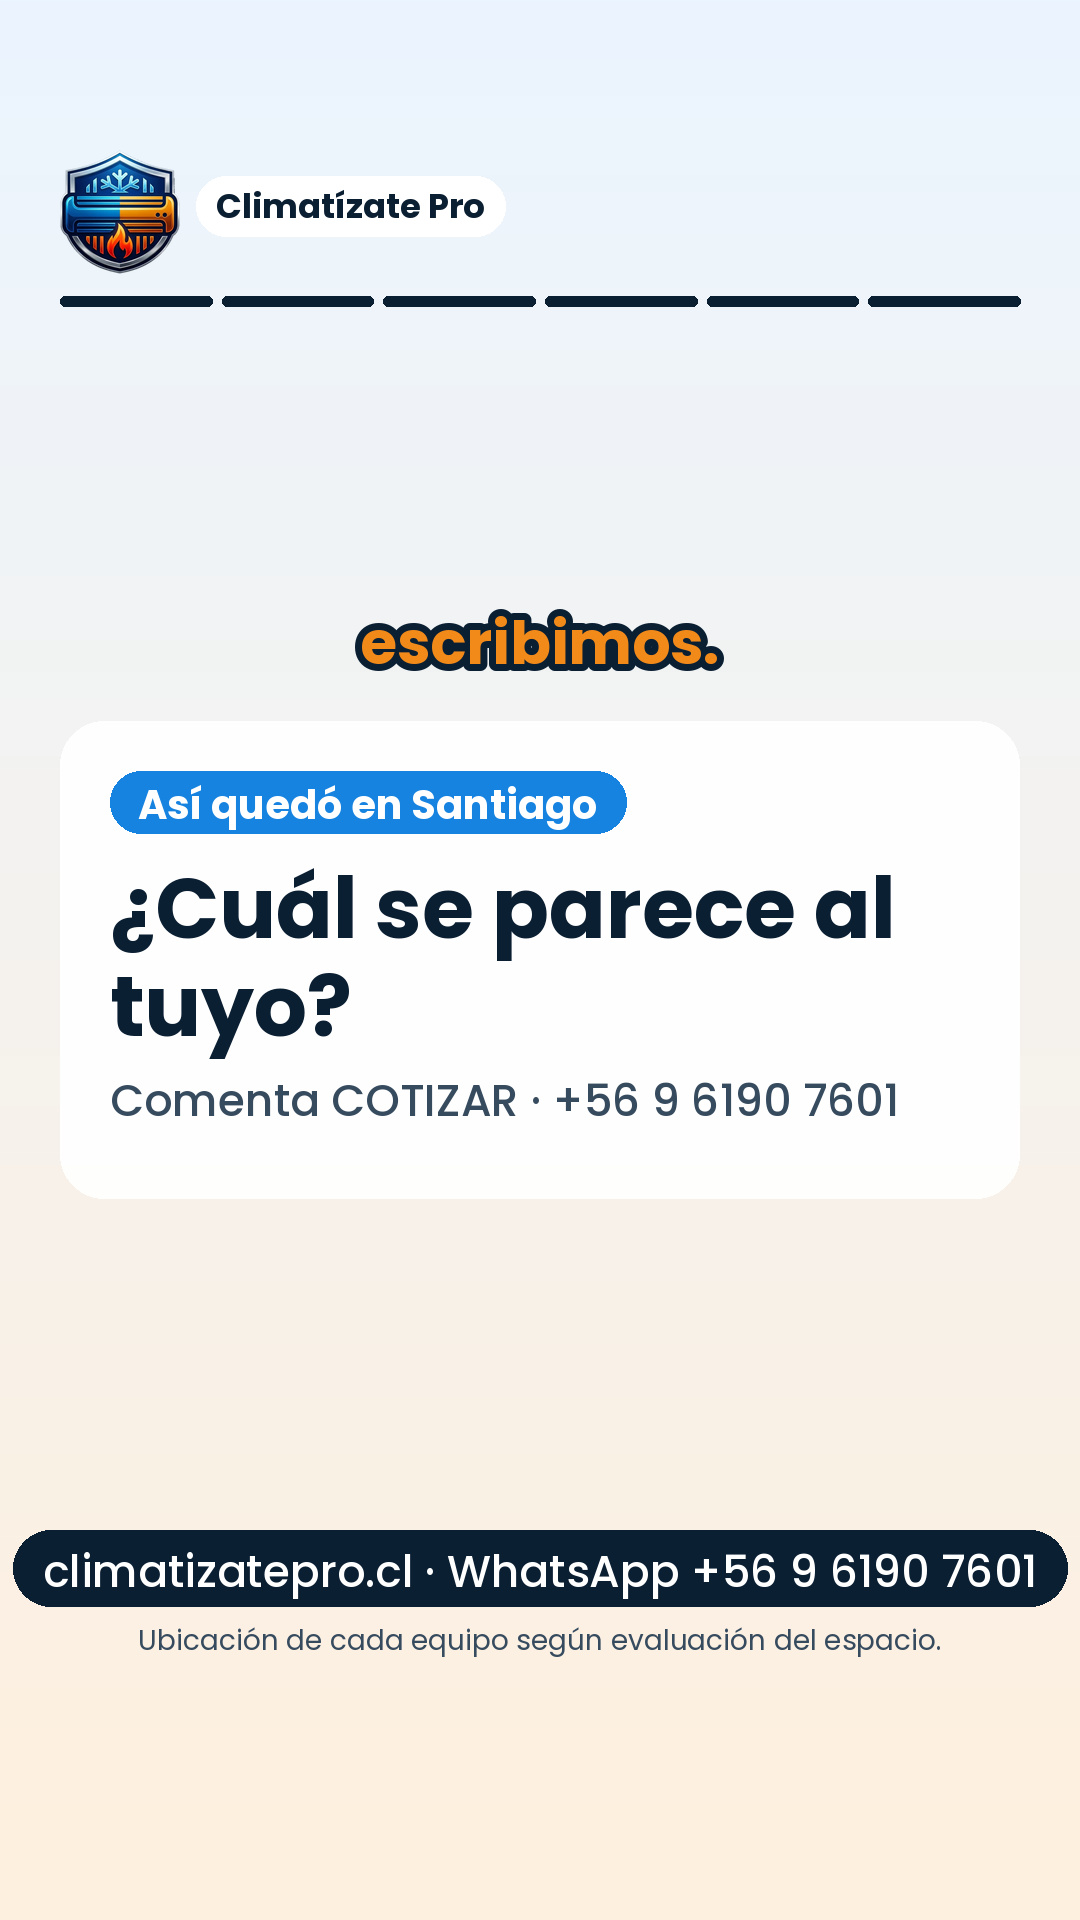 Climatízate Pro
escribimos.
Así quedó en Santiago
¿Cuál se parece al
tuyo?
Comenta COTIZAR · +56 9 6190 7601
climatizatepro.cl · WhatsApp +56 9 6190 7601
Ubicación de cada equipo según evaluación del espacio.